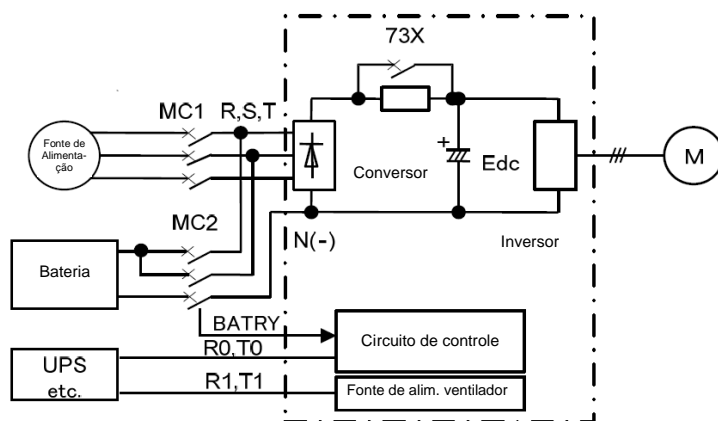 73X
MC1
R,S,T
Fonte de
Alimenta-
ção
+
Conversor
Edc
M
MC2
N(-)
Inversor
Bateria
BATRY
Circuito de controle
R0,T0
UPS
etc.
R1,T1
Fonte de alim. ventilador